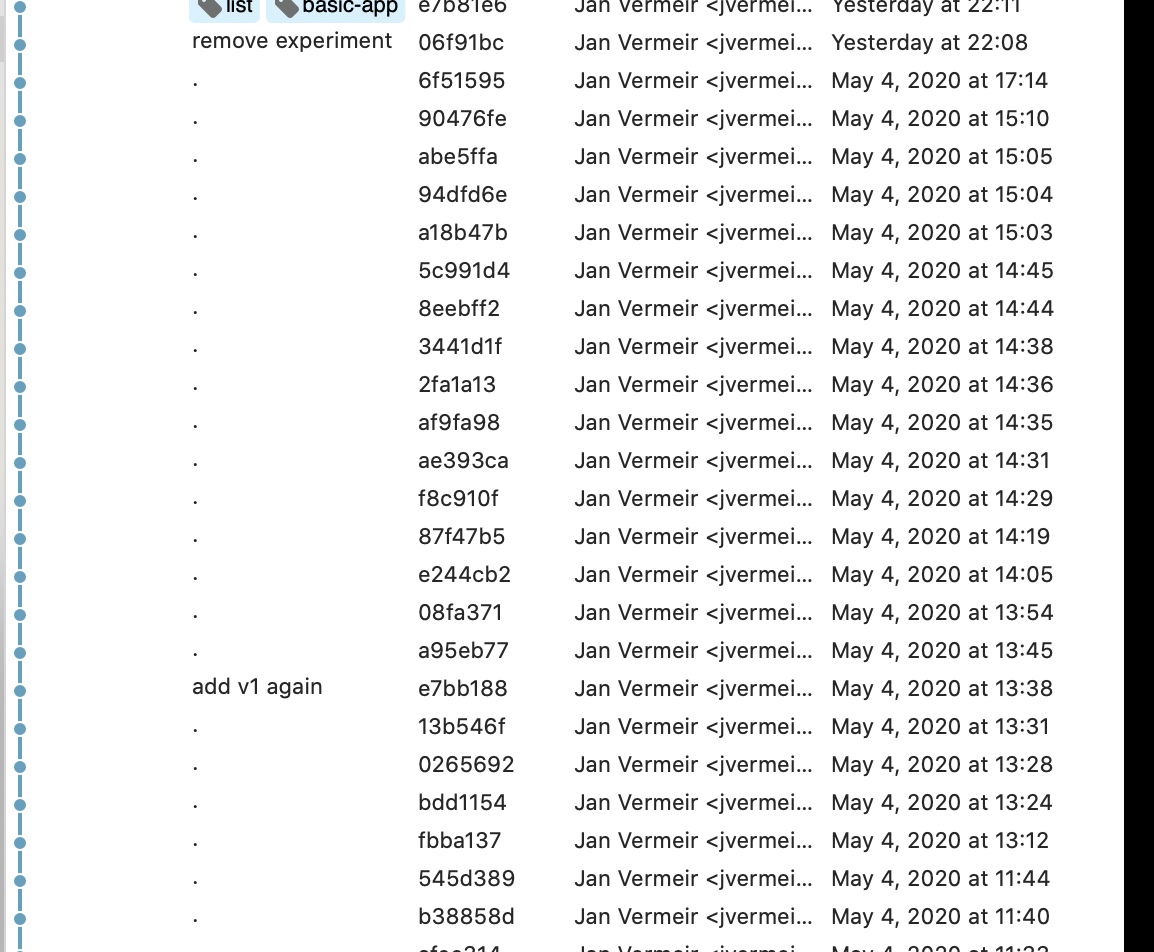 list basic-app e7b81e6 Jan Vermeir <jvermei... Yesterday at 22:11
remove experiment 06f91bc Jan Vermeir <jvermei... Yesterday at 22:08
. 6f51595 Jan Vermeir <jvermei... May 4, 2020 at 17:14
. 90476fe Jan Vermeir <jvermei... May 4, 2020 at 15:10
. abe5ffa Jan Vermeir <jvermei... May 4, 2020 at 15:05
. 94dfd6e Jan Vermeir <jvermei... May 4, 2020 at 15:04
. a18b47b Jan Vermeir <jvermei... May 4, 2020 at 15:03
. 5c991d4 Jan Vermeir <jvermei... May 4, 2020 at 14:45
. 8eebff2 Jan Vermeir <jvermei... May 4, 2020 at 14:44
. 3441d1f Jan Vermeir <jvermei... May 4, 2020 at 14:38
. 2fa1a13 Jan Vermeir <jvermei... May 4, 2020 at 14:36
. af9fa98 Jan Vermeir <jvermei... May 4, 2020 at 14:35
. ae393ca Jan Vermeir <jvermei... May 4, 2020 at 14:31
. f8c910f Jan Vermeir <jvermei... May 4, 2020 at 14:29
. 87f47b5 Jan Vermeir <jvermei... May 4, 2020 at 14:19
. e244cb2 Jan Vermeir <jvermei... May 4, 2020 at 14:05
. 08fa371 Jan Vermeir <jvermei... May 4, 2020 at 13:54
. a95eb77 Jan Vermeir <jvermei... May 4, 2020 at 13:45
add v1 again e7bb188 Jan Vermeir <jvermei... May 4, 2020 at 13:38
. 13b546f Jan Vermeir <jvermei... May 4, 2020 at 13:31
. 0265692 Jan Vermeir <jvermei... May 4, 2020 at 13:28
. bdd1154 Jan Vermeir <jvermei... May 4, 2020 at 13:24
. fbba137 Jan Vermeir <jvermei... May 4, 2020 at 13:12
. 545d389 Jan Vermeir <jvermei... May 4, 2020 at 11:44
. b38858d Jan Vermeir <jvermei... May 4, 2020 at 11:40